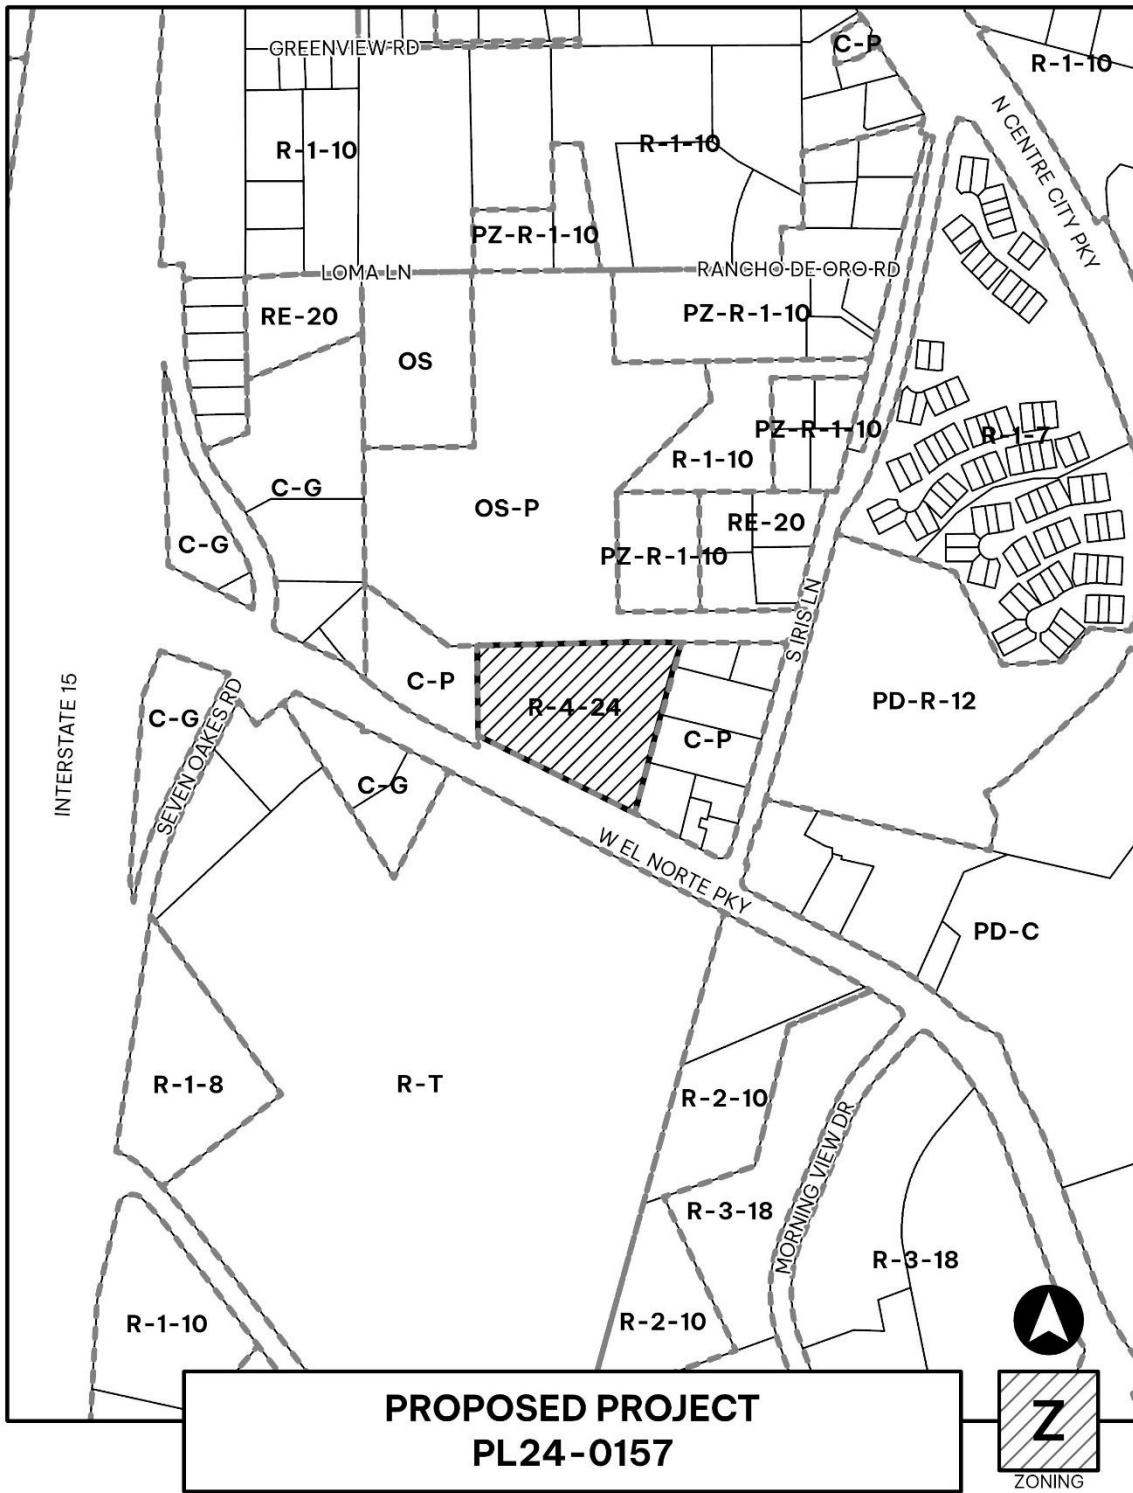 GREENVIEW RD
C-P
R-1-10
N CENTRE CITY PKY
R-1-10
R-1-10
PZ-R-1-10
LOMA LN
RANCHO-DE-ORO-RD
RE-20
PZ-R-1-10
OS
PZ-R-1-10
R-1-7
R-1-10
C-G
OS-P
RE-20
C-G
PZ-R-1-10
S IRIS LN
C-P
R-4-24
PD-R-12
C-G
SEVEN OAKES RD
INTERSTATE 15
C-P
C-G
W EL NORTE PKY
PD-C
R-1-8
R-T
R-2-10
MORNING VIEW DR
R-3-18
R-3-18
R-1-10
R-2-10
PROPOSED PROJECT
PL24-0157
Z
ZONING